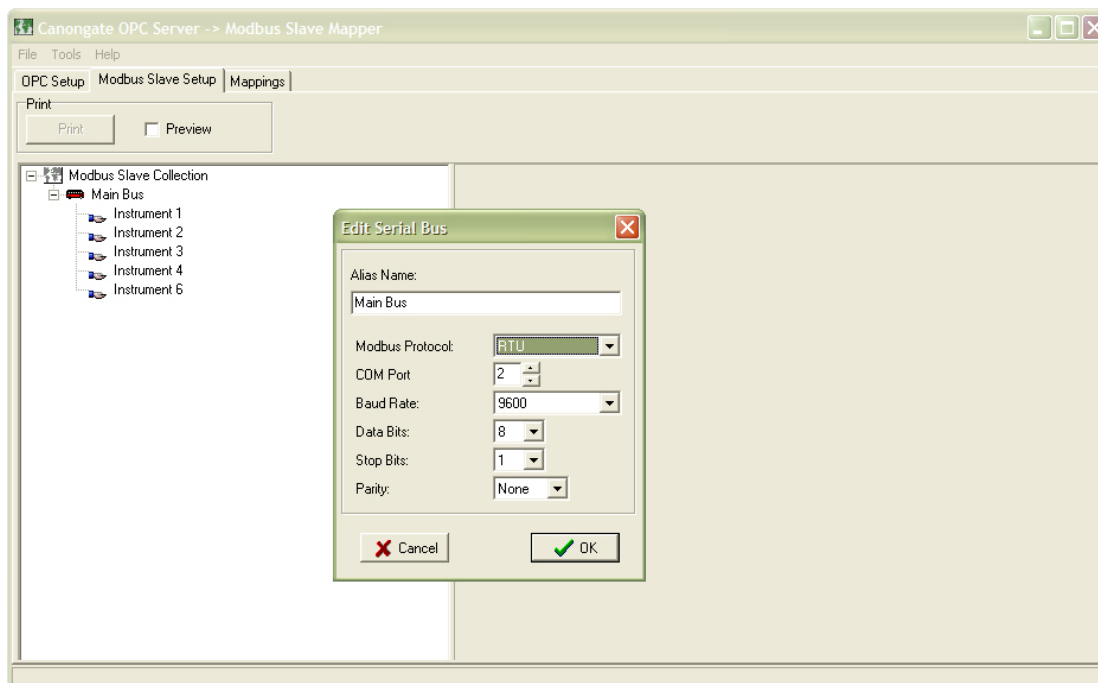 Canongate OPC Server -> Modbus Slave Mapper
File Tools Help
OPC Setup Modbus Slave Setup Mappings
Print
Print Preview
Modbus Slave Collection
Main Bus
Instrument 1
Instrument 2
Instrument 3
Instrument 4
Instrument 6
Edit Serial Bus
Alias Name:
Main Bus
Modbus Protocol: RTU
COM Port 2
Baud Rate: 9600
Data Bits: 8
Stop Bits: 1
Parity: None
Cancel OK